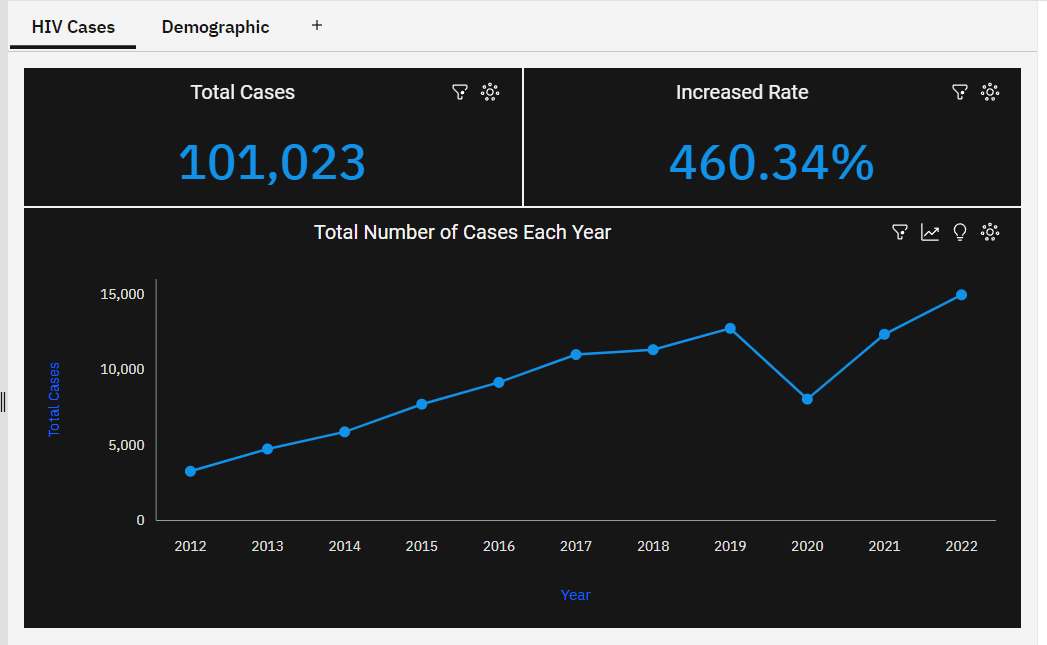 HIV Cases
Demographic
+
Total Cases
101,023
Increased Rate
460.34%
Total Number of Cases Each Year
Total Cases
15,000
10,000
5,000
0
2012 2013 2014 2015 2016 2017 2018 2019 2020 2021 2022
Year